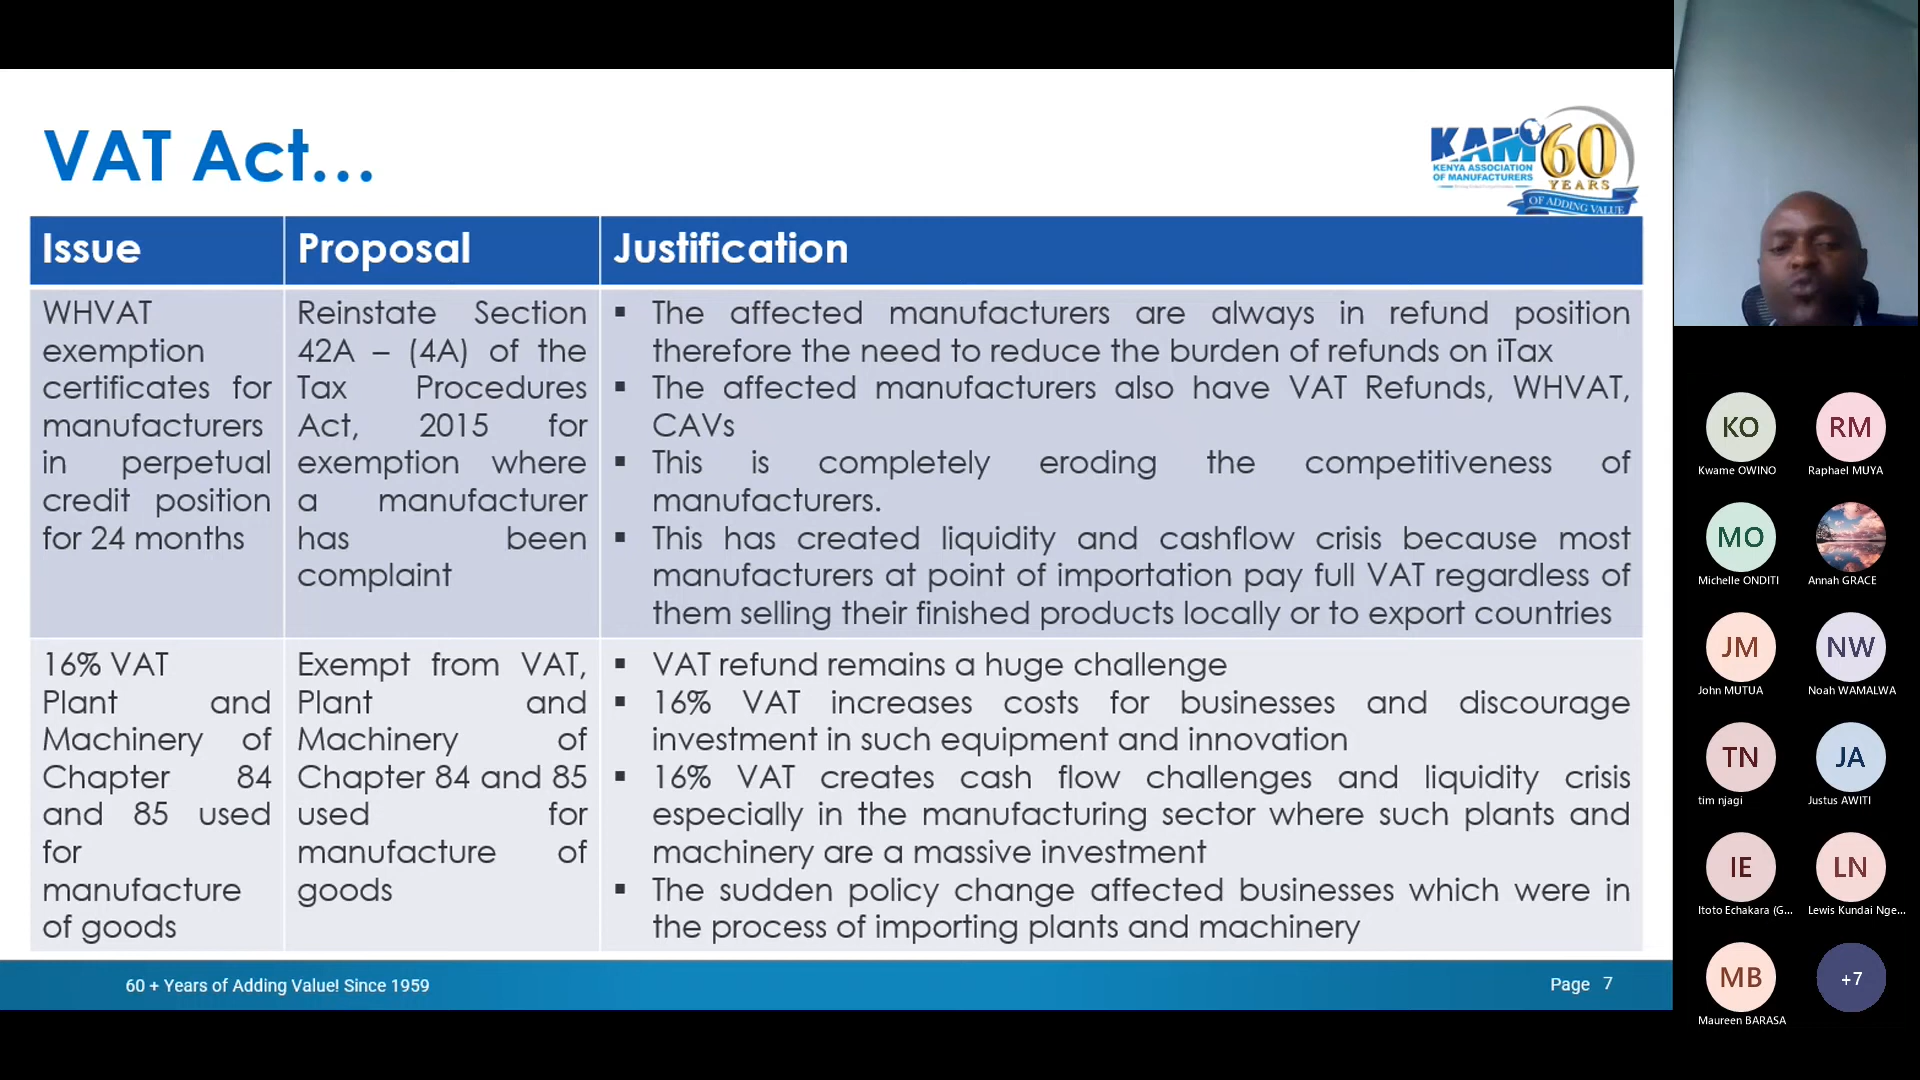 VAT Act...
KAM 60
KENYA ASSOCIATION
OF MANUFACTURERS
YEARS
OF ADDING VALUE
Issue
Proposal
Justification
WHVAT
exemption
certificates for
manufacturers
in perpetual
credit position
for 24 months
Reinstate Section
42A – (4A) of the
Tax Procedures
Act, 2015 for
exemption where
a manufacturer
has been
complaint
▪ The affected manufacturers are always in refund position
therefore the need to reduce the burden of refunds on iTax
▪ The affected manufacturers also have VAT Refunds, WHVAT,
CAVs
▪ This is completely eroding the competitiveness of
manufacturers.
▪ This has created liquidity and cashflow crisis because most
manufacturers at point of importation pay full VAT regardless of
them selling their finished products locally or to export countries
16% VAT
Plant and
Machinery of
Chapter 84
and 85 used
for
manufacture
of goods
Exempt from VAT,
Plant and
Machinery of
Chapter 84 and 85
used for
manufacture of
goods
▪ VAT refund remains a huge challenge
▪ 16% VAT increases costs for businesses and discourage
investment in such equipment and innovation
▪ 16% VAT creates cash flow challenges and liquidity crisis
especially in the manufacturing sector where such plants and
machinery are a massive investment
▪ The sudden policy change affected businesses which were in
the process of importing plants and machinery
60 + Years of Adding Value! Since 1959
Page 7
KO
Kwame OWINO
RM
Raphael MUYA
MO
Michelle ONDITI
Annah GRACE
JM
John MUTUA
NW
Noah WAMALWA
TN
tim njagi
JA
Justus AWITI
IE
Itoto Echakara (G...
LN
Lewis Kundai Nge...
MB
Maureen BARASA
+7